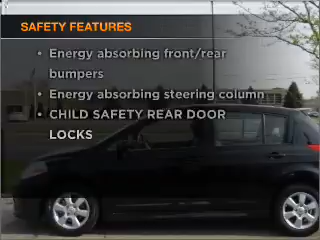 SAFETY FEATURES
• Energy absorbing front/rear
bumpers
• Energy absorbing steering column
• CHILD SAFETY REAR DOOR
LOCKS